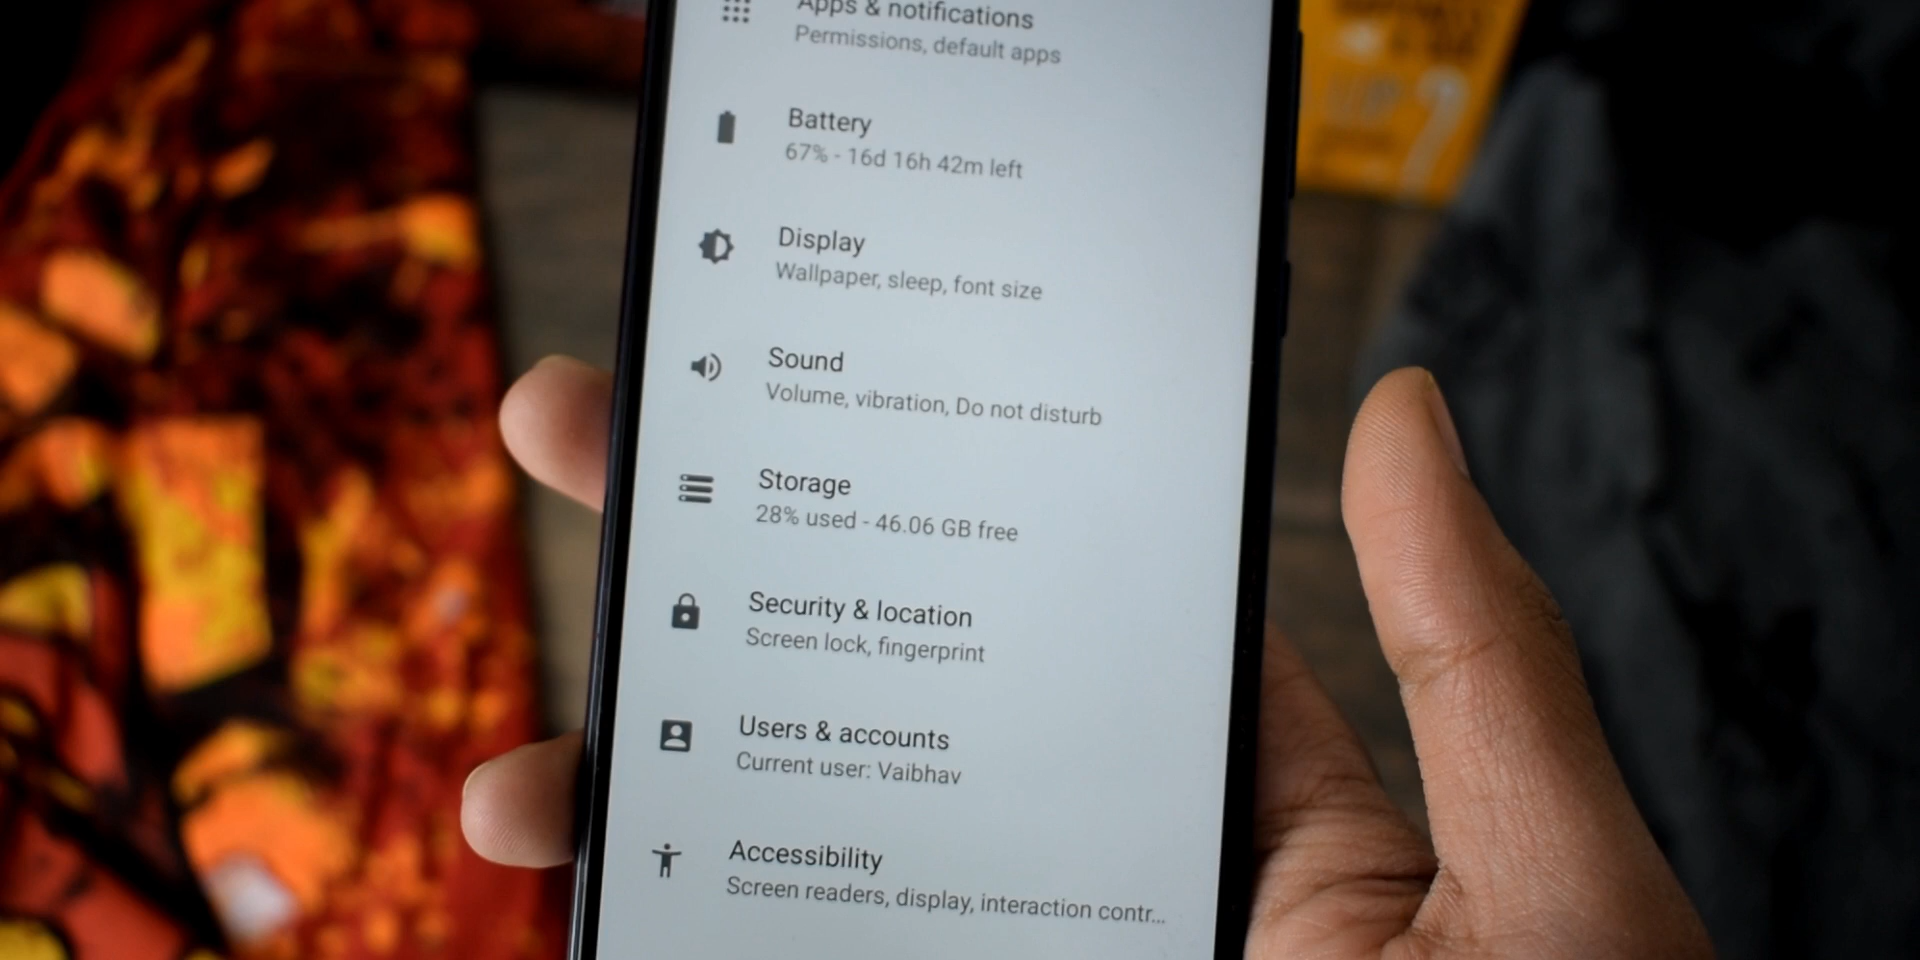 Apps & notifications
Permissions, default apps
Battery
67% - 16d 16h 42m left
Display
Wallpaper, sleep, font size
Sound
Volume, vibration, Do not disturb
Storage
28% used - 46.06 GB free
Security & location
Screen lock, fingerprint
Users & accounts
Current user: Vaibhav
Accessibility
Screen readers, display, interaction contr...